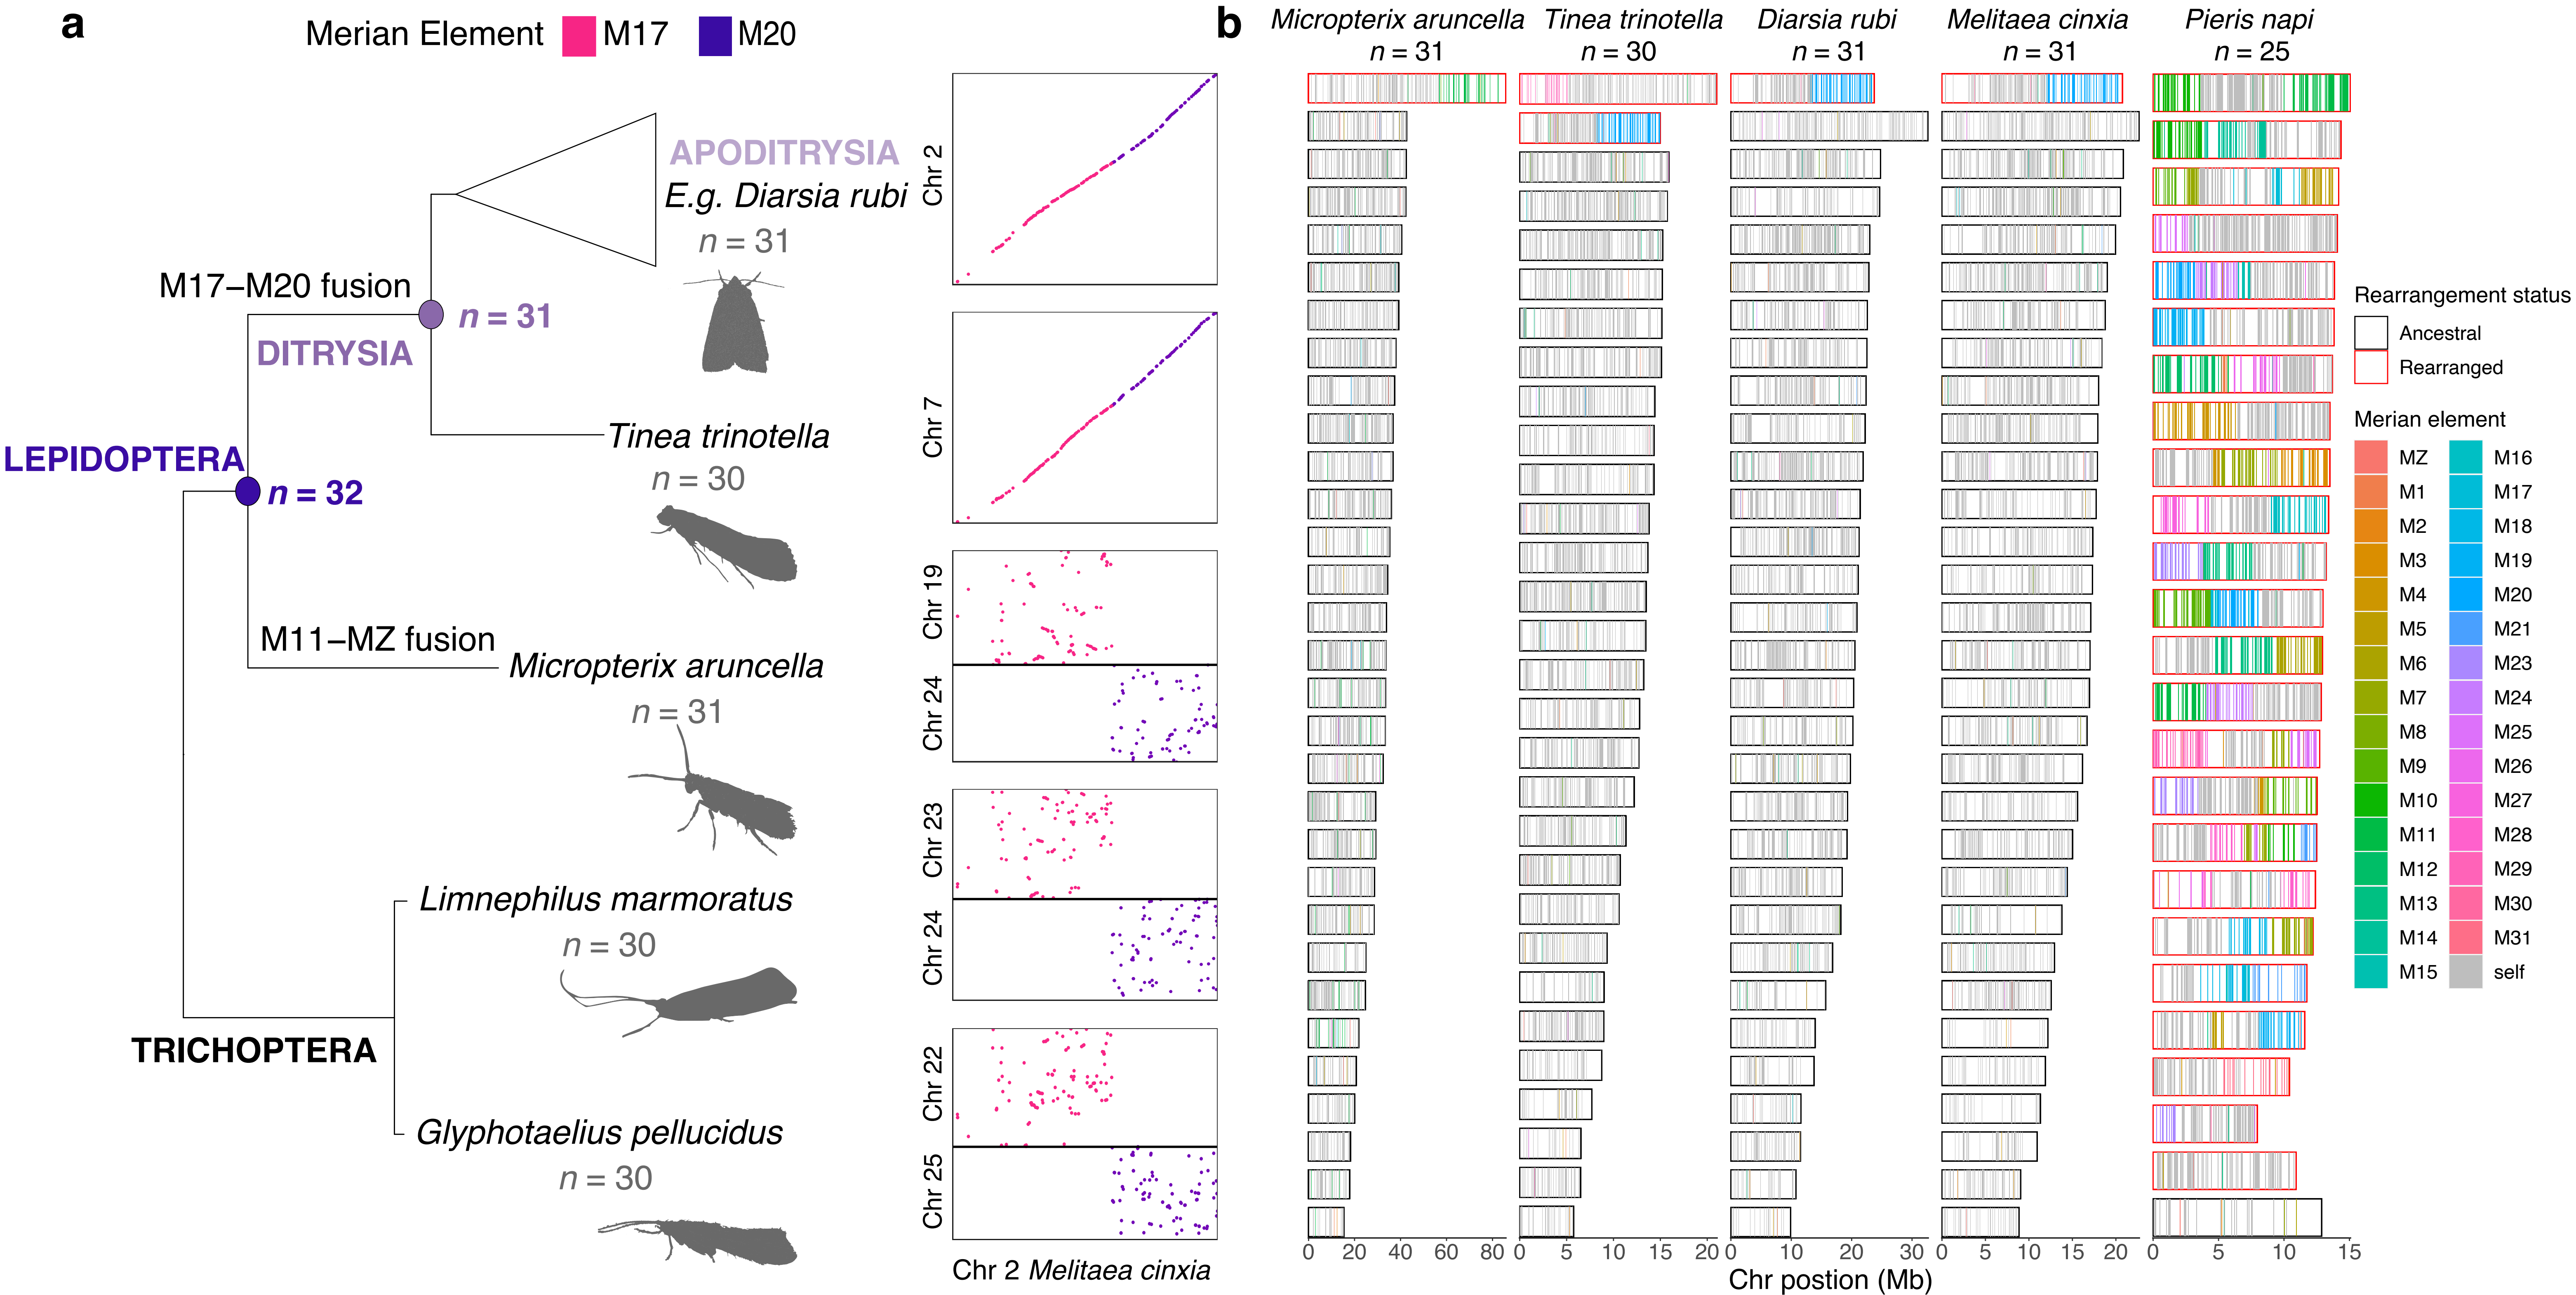 a
Merian Element M17 M20
APODITRYSIA
E.g. Diarsia rubi
n = 31
M17–M20 fusion
n = 31
DITRYSIA
Tinea trinotella
n = 30
LEPIDOPTERA
n = 32
M11–MZ fusion
Micropterix aruncella
n = 31
Limnephilus marmoratus
n = 30
TRICHOPTERA
Glyphotaelius pellucidus
n = 30
Chr 2
Chr 7
Chr 19
Chr 24
Chr 23
Chr 24
Chr 22
Chr 25
Chr 2 Melitaea cinxia
b
Micropterix aruncella
n = 31
Tinea trinotella
n = 30
Diarsia rubi
n = 31
Melitaea cinxia
n = 31
Pieris napi
n = 25
0 20 40 60 80
0 5 10 15 20
0 10 20 30
0 5 10 15 20
0 5 10 15
Chr postion (Mb)
Rearrangement status
Ancestral
Rearranged
Merian element
MZ M16
M1 M17
M2 M18
M3 M19
M4 M20
M5 M21
M6 M23
M7 M24
M8 M25
M9 M26
M10 M27
M11 M28
M12 M29
M13 M30
M14 M31
M15 self